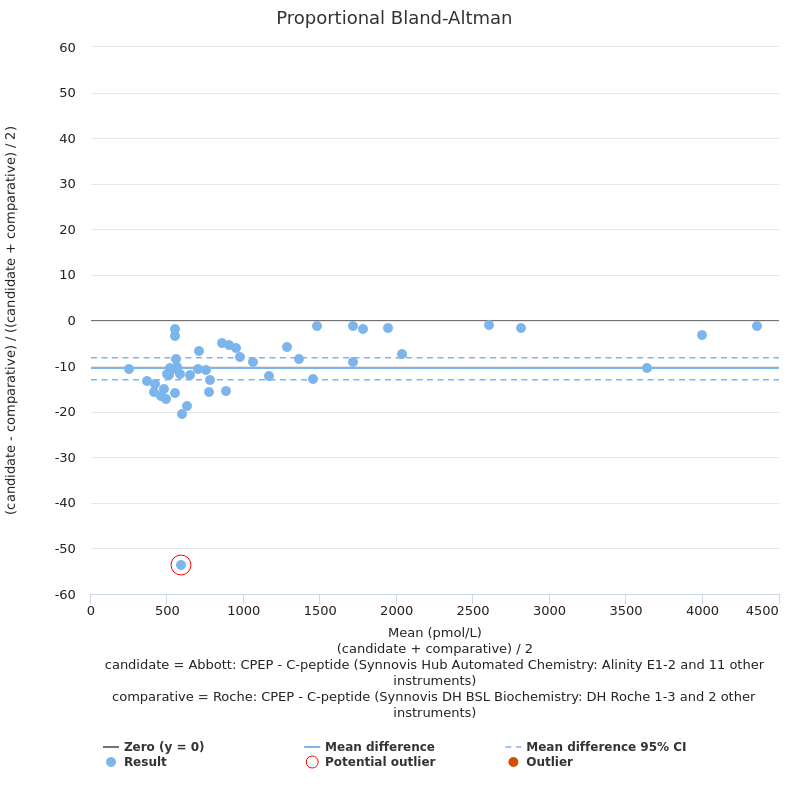 Proportional Bland-Altman
(candidate - comparative) / ((candidate + comparative) / 2)
60
50
40
30
20
10
0
-10
-20
-30
-40
-50
-60
0 500 1000 1500 2000 2500 3000 3500 4000 4500
Mean (pmol/L)
(candidate + comparative) / 2
candidate = Abbott: CPEP - C-peptide (Synnovis Hub Automated Chemistry: Alinity E1-2 and 11 other
instruments)
comparative = Roche: CPEP - C-peptide (Synnovis DH BSL Biochemistry: DH Roche 1-3 and 2 other
instruments)
Zero (y = 0) Mean difference Mean difference 95% CI
Result Potential outlier Outlier